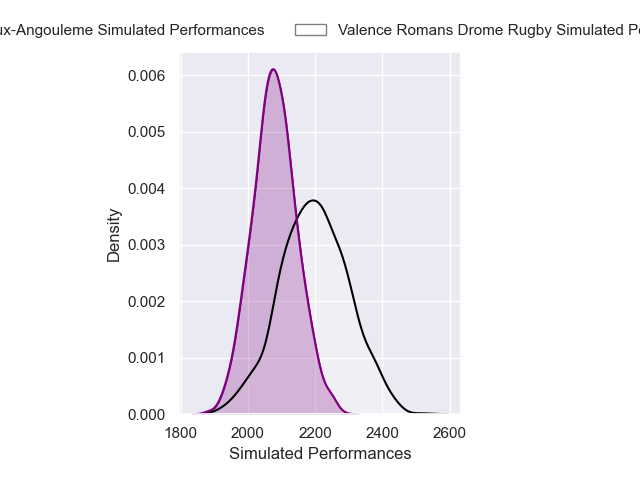 ux-Angouleme Simulated Performances Valence Romans Drome Rugby Simulated Pe
0.006
0.005
0.004
0.003
0.002
0.001
0.000
Density
1800 2000 2200 2400 2600
Simulated Performances